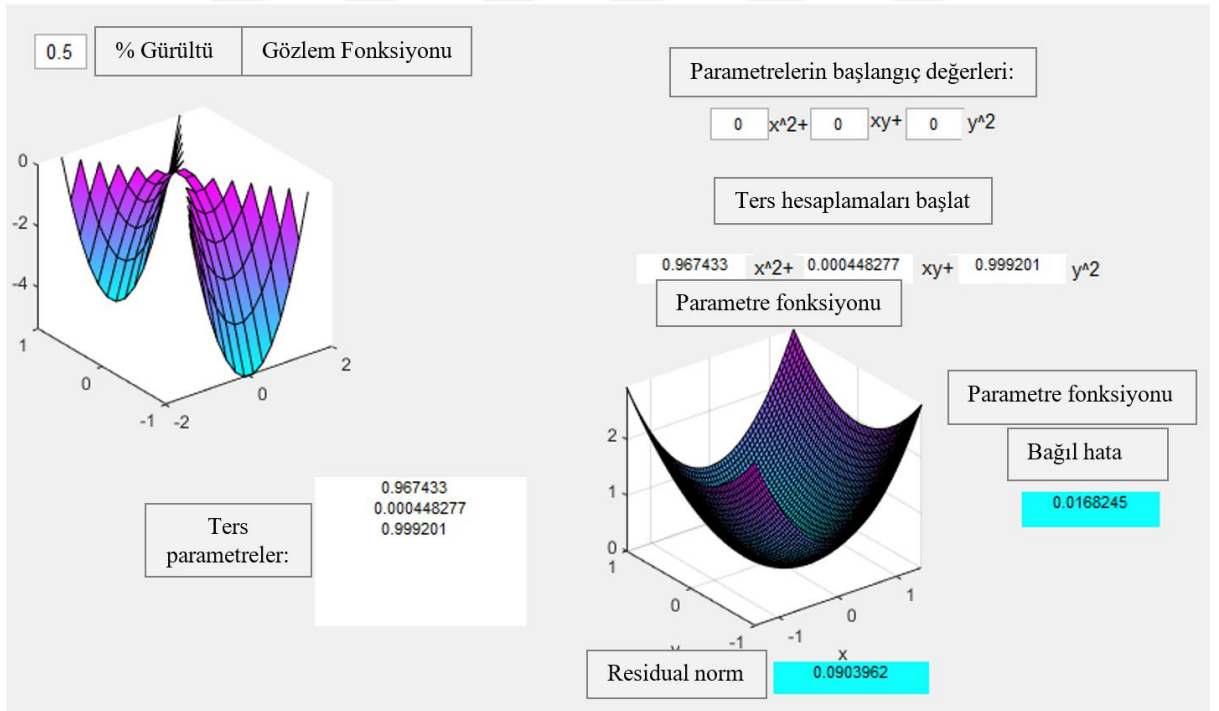 0.5 % Gürültü Gözlem Fonksiyonu
0
-2
-4
1
0
-1
-2
0
2
Ters
parametreler:
0.967433
0.000448277
0.999201
Parametrelerin başlangıç değerleri:
0 x^2+ 0 xy+ 0 y^2
Ters hesaplamaları başlat
0.967433 x^2+ 0.000448277 xy+ 0.999201 y^2
Parametre fonksiyonu
2
1
0
1
0
-1
-1
0
1
x
Parametre fonksiyonu
Bağıl hata
0.0168245
Residual norm 0.0903962